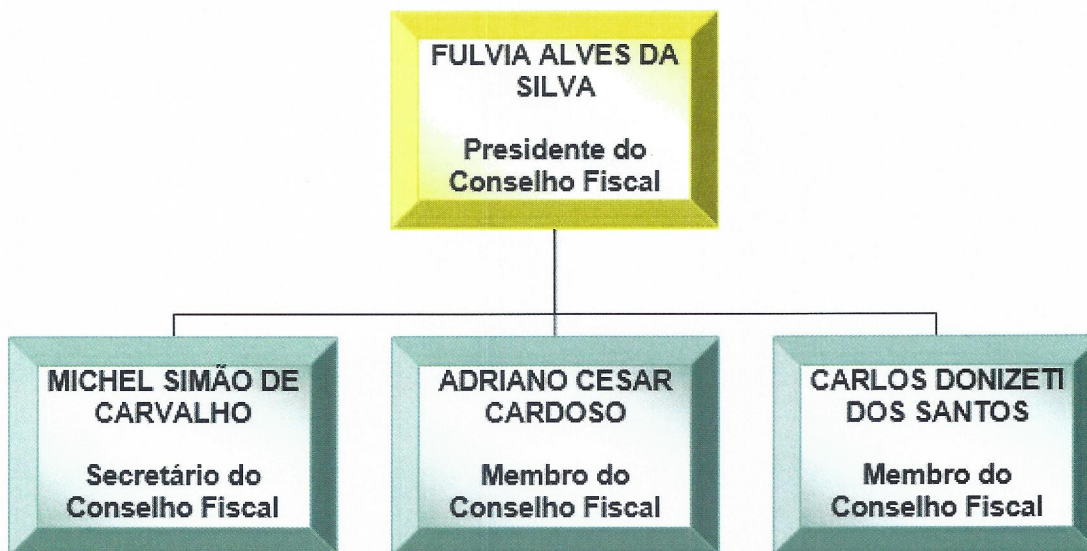 FULVIA ALVES DA
SILVA
Presidente do
Conselho Fiscal
MICHEL SIMÃO DE
CARVALHO
Secretário do
Conselho Fiscal
ADRIANO CESAR
CARDOSO
Membro do
Conselho Fiscal
CARLOS DONIZETI
DOS SANTOS
Membro do
Conselho Fiscal